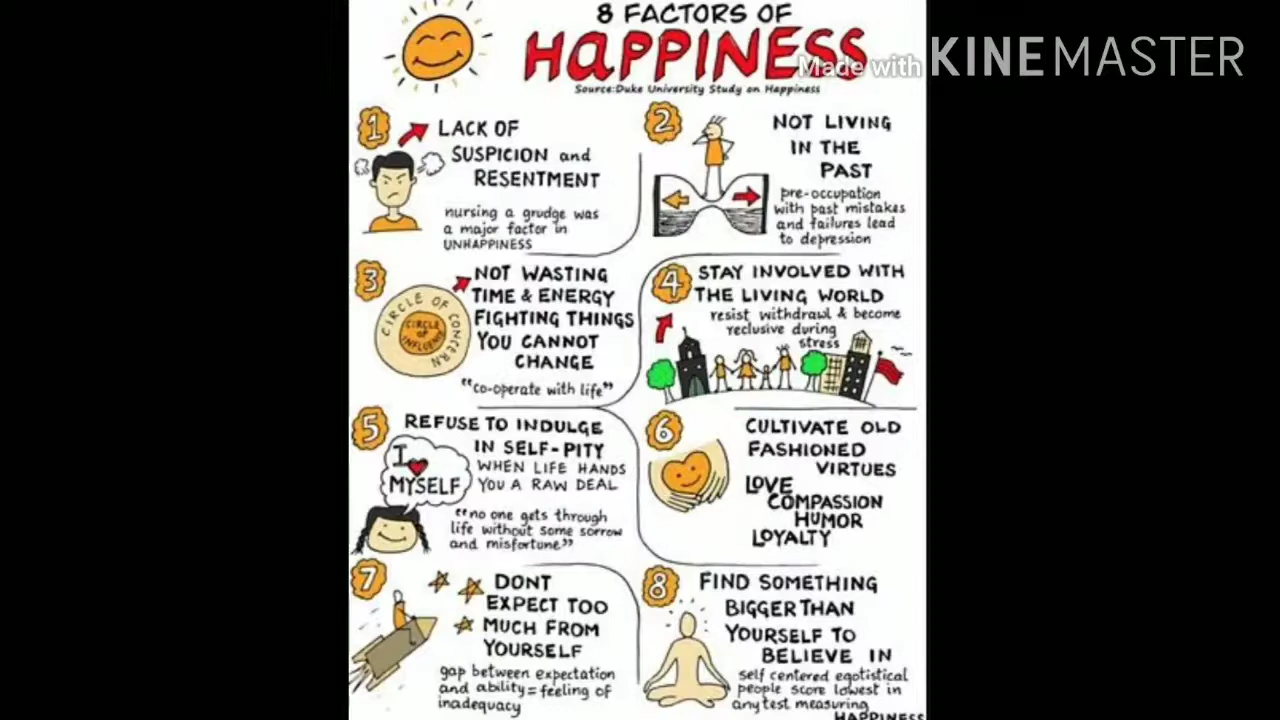 8 FACTORS OF
HAPPINESS
Made with KINEMASTER
Source:Duke University Study on Happiness
1
LACK OF
SUSPICION and
RESENTMENT
nursing a grudge was
a major factor in
UNHAPPINESS
2
NOT LIVING
IN THE
PAST
pre-occupation
with past mistakes
and failures lead
to depression
3
NOT WASTING
TIME & ENERGY
FIGHTING THINGS
YOU CANNOT
CHANGE
CIRCLE OF CONCERN
CIRCLE
OF
INFLUENCE
"co-operate with life"
4
STAY INVOLVED WITH
THE LIVING WORLD
resist withdrawl & become
reclusive during
stress
5
REFUSE TO INDULGE
IN SELF-PITY
WHEN LIFE HANDS
YOU A RAW DEAL
I
MYSELF
"no one gets through
life without some sorrow
and misfortune"
6
CULTIVATE OLD
FASHIONED
VIRTUES
LOVE
COMPASSION
HUMOR
LOYALTY
7
DONT
EXPECT TOO
MUCH FROM
YOURSELF
gap between expectation
and ability = feeling of
inadequacy
8
FIND SOMETHING
BIGGER THAN
YOURSELF TO
BELIEVE IN
self centered egotistical
people score lowest in
any test measuring
HAPPINESS